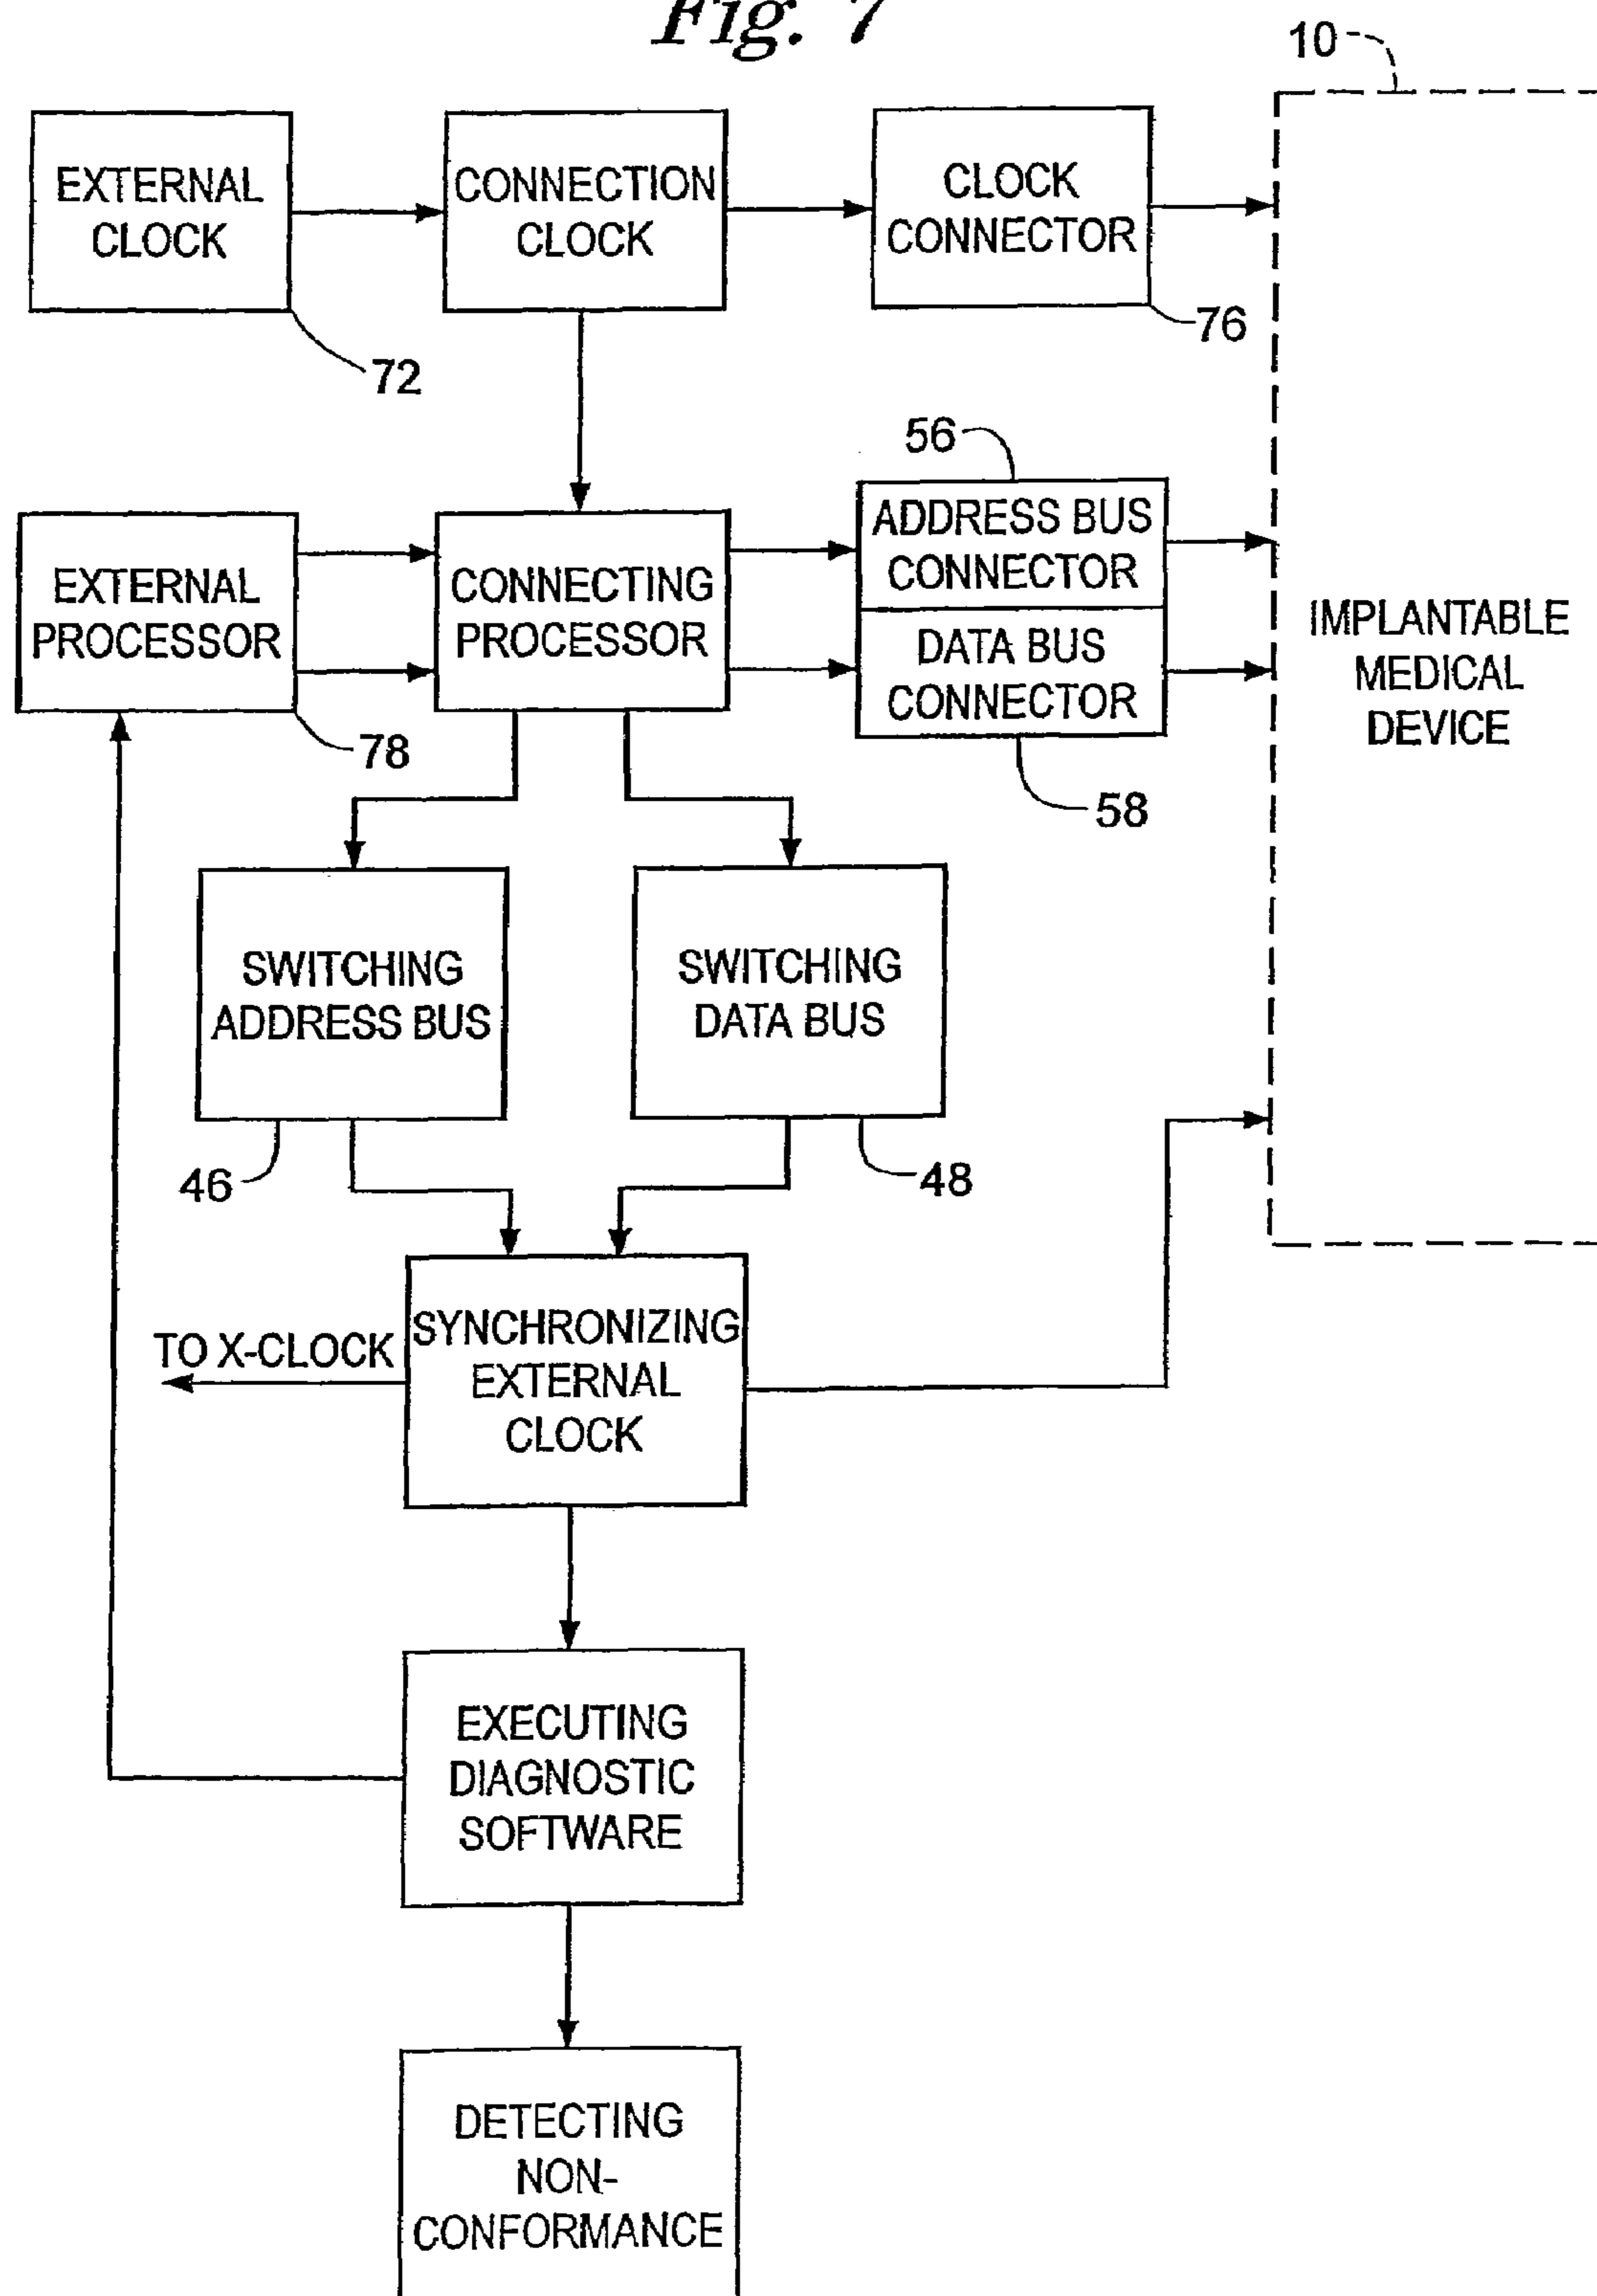 Fig. 7
10
EXTERNAL
CLOCK
72
CONNECTION
CLOCK
CLOCK
CONNECTOR
76
EXTERNAL
PROCESSOR
78
CONNECTING
PROCESSOR
56
ADDRESS BUS
CONNECTOR
DATA BUS
CONNECTOR
58
IMPLANTABLE
MEDICAL
DEVICE
SWITCHING
ADDRESS BUS
46
SWITCHING
DATA BUS
48
TO X-CLOCK
SYNCHRONIZING
EXTERNAL
CLOCK
EXECUTING
DIAGNOSTIC
SOFTWARE
DETECTING
NON-
CONFORMANCE